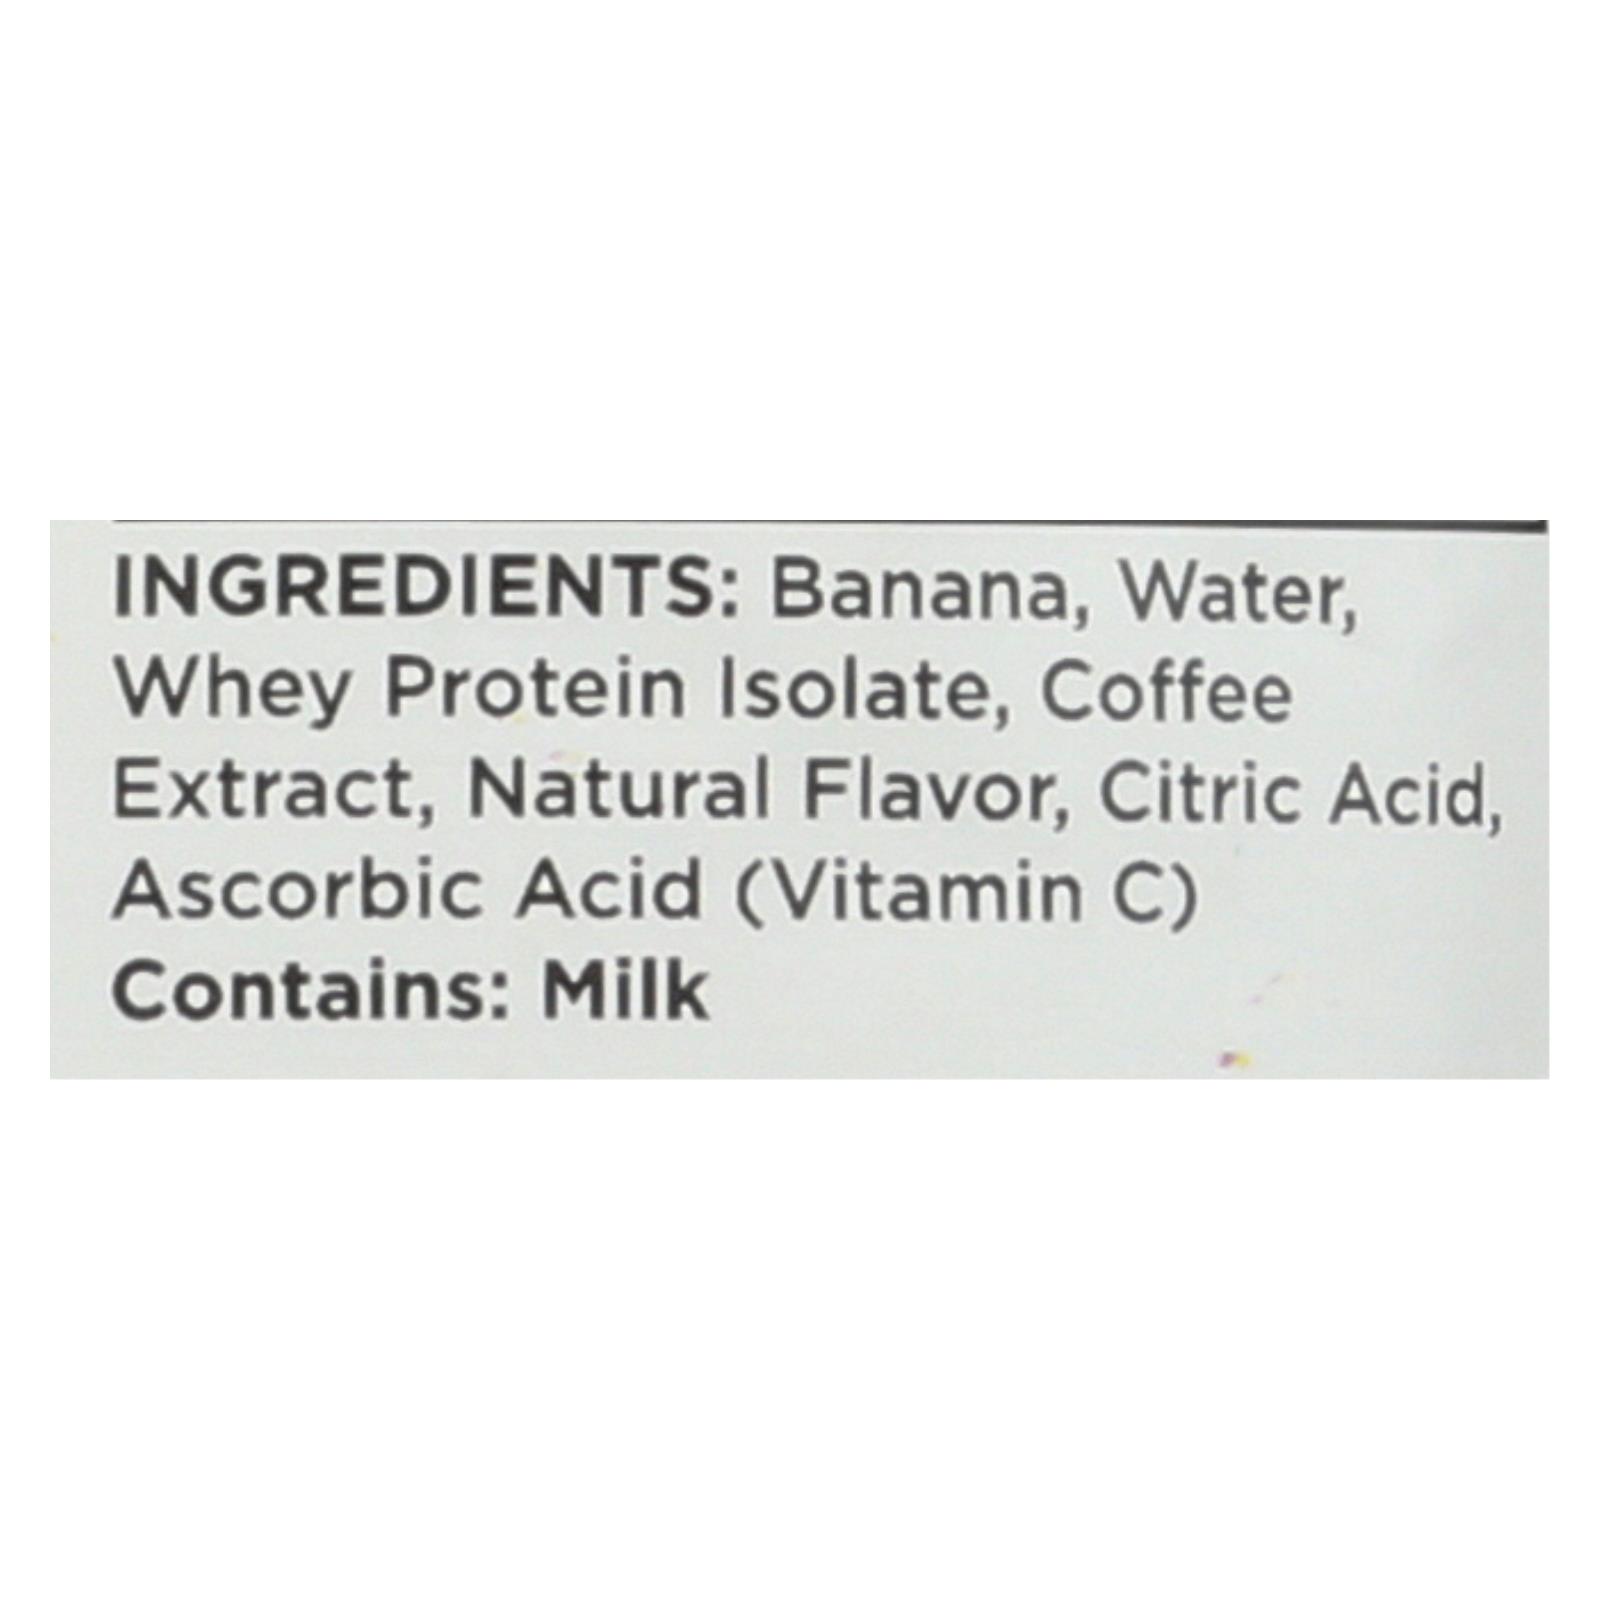 INGREDIENTS: Banana, Water,
Whey Protein Isolate, Coffee
Extract, Natural Flavor, Citric Acid,
Ascorbic Acid (Vitamin C)
Contains: Milk